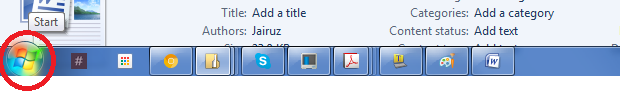 Title: Add a title
Categories: Add a category
Start
Authors: Jairuz
Content status: Add text